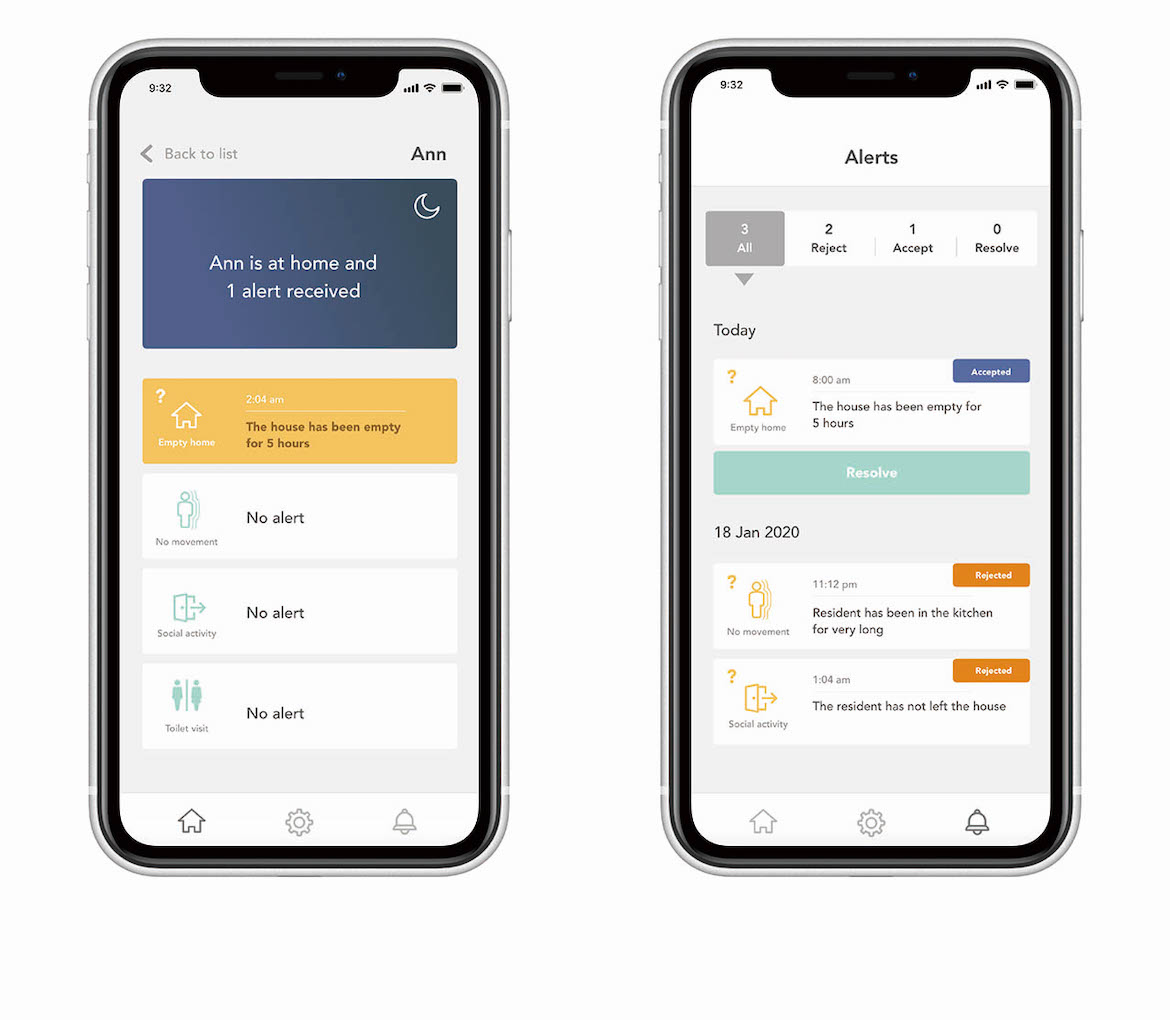 9:32
Back to list
Ann
Ann is at home and
1 alert received
?
2:04 am
The house has been empty
for 5 hours
Empty home
No alert
No movement
No alert
Social activity
No alert
Toilet visit
9:32
Alerts
3
All
2
Reject
1
Accept
0
Resolve
Today
?
8:00 am
Accepted
The house has been empty for
5 hours
Empty home
Resolve
18 Jan 2020
?
11:12 pm
Rejected
Resident has been in the kitchen
for very long
No movement
?
1:04 am
Rejected
The resident has not left the house
Social activity